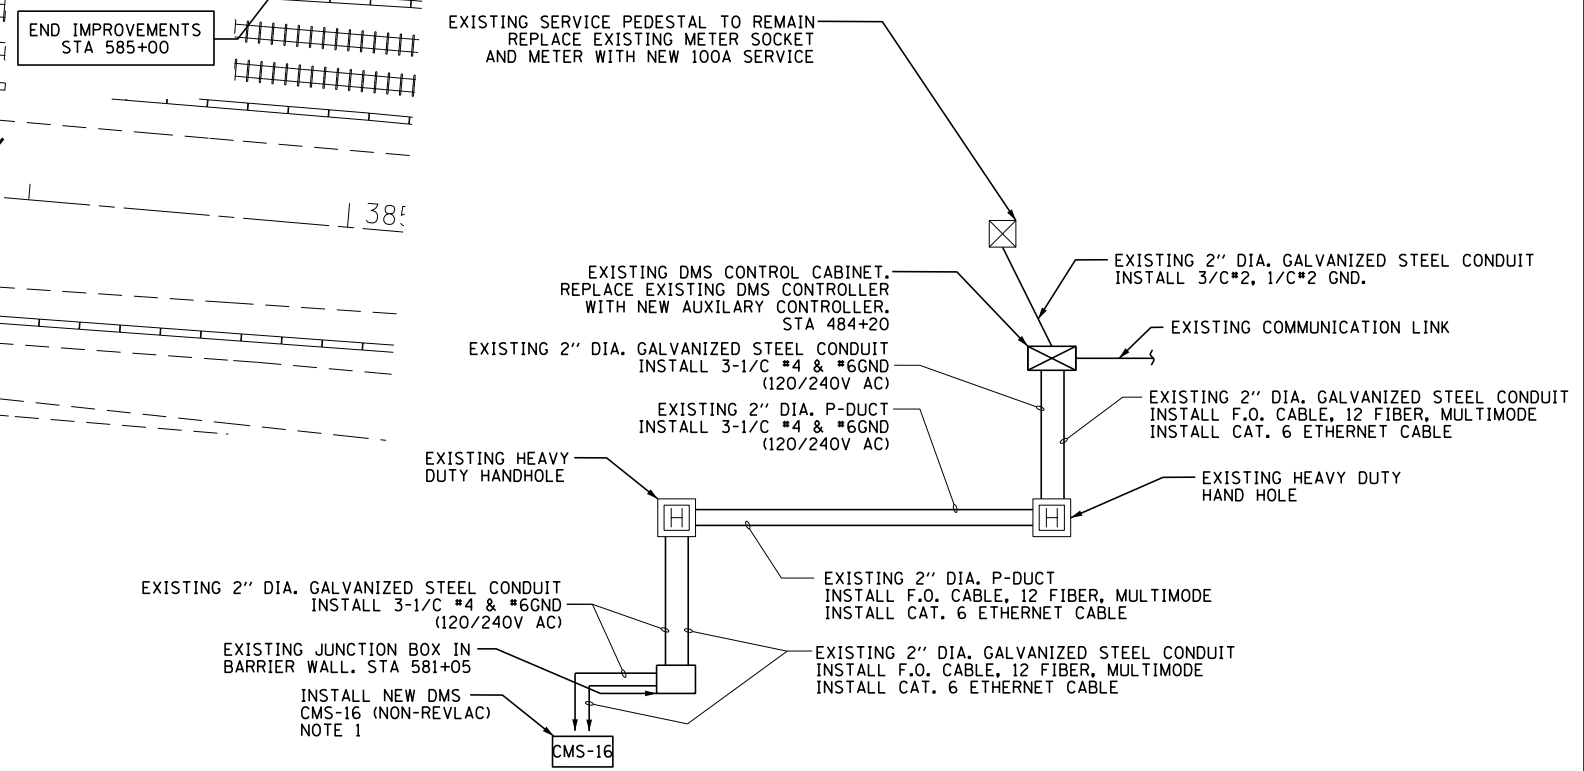 END IMPROVEMENTS
STA 585+00
EXISTING SERVICE PEDESTAL TO REMAIN
REPLACE EXISTING METER SOCKET
AND METER WITH NEW 100A SERVICE
EXISTING DMS CONTROL CABINET.
REPLACE EXISTING DMS CONTROLLER
WITH NEW AUXILARY CONTROLLER.
STA 484+20
EXISTING 2" DIA. GALVANIZED STEEL CONDUIT
INSTALL 3/C#2, 1/C#2 GND.
EXISTING COMMUNICATION LINK
EXISTING 2" DIA. GALVANIZED STEEL CONDUIT
INSTALL 3-1/C #4 & #6GND
(120/240V AC)
EXISTING 2" DIA. P-DUCT
INSTALL 3-1/C #4 & #6GND
(120/240V AC)
EXISTING 2" DIA. GALVANIZED STEEL CONDUIT
INSTALL F.O. CABLE, 12 FIBER, MULTIMODE
INSTALL CAT. 6 ETHERNET CABLE
EXISTING HEAVY
DUTY HANDHOLE
EXISTING HEAVY DUTY
HAND HOLE
H
H
EXISTING 2" DIA. P-DUCT
INSTALL F.O. CABLE, 12 FIBER, MULTIMODE
INSTALL CAT. 6 ETHERNET CABLE
EXISTING 2" DIA. GALVANIZED STEEL CONDUIT
INSTALL 3-1/C #4 & #6GND
(120/240V AC)
EXISTING JUNCTION BOX IN
BARRIER WALL. STA 581+05
EXISTING 2" DIA. GALVANIZED STEEL CONDUIT
INSTALL F.O. CABLE, 12 FIBER, MULTIMODE
INSTALL CAT. 6 ETHERNET CABLE
INSTALL NEW DMS
CMS-16 (NON-REVLAC)
NOTE 1
CMS-16